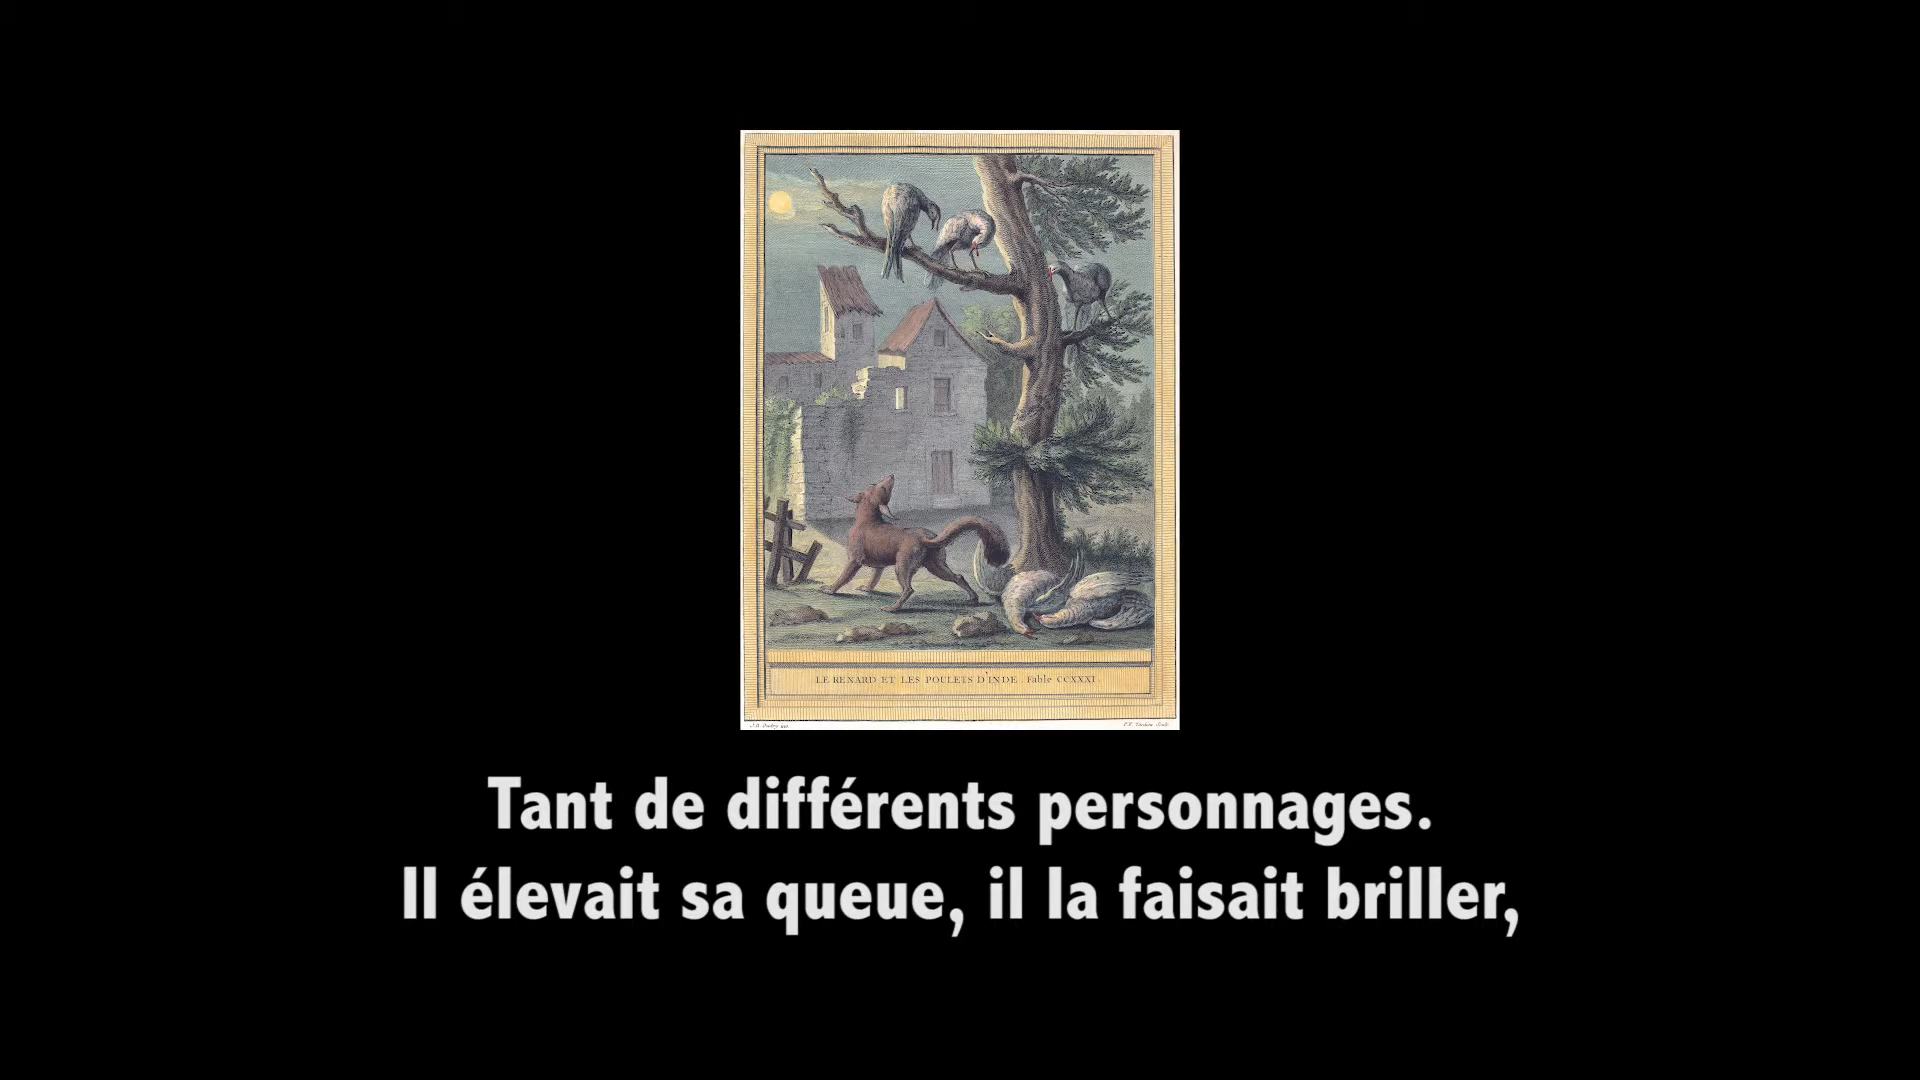 LE RENARD ET LES POULETS D'INDE. Fable CCXXXI.
Tant de différents personnages.
Il élevait sa queue, il la faisait briller,